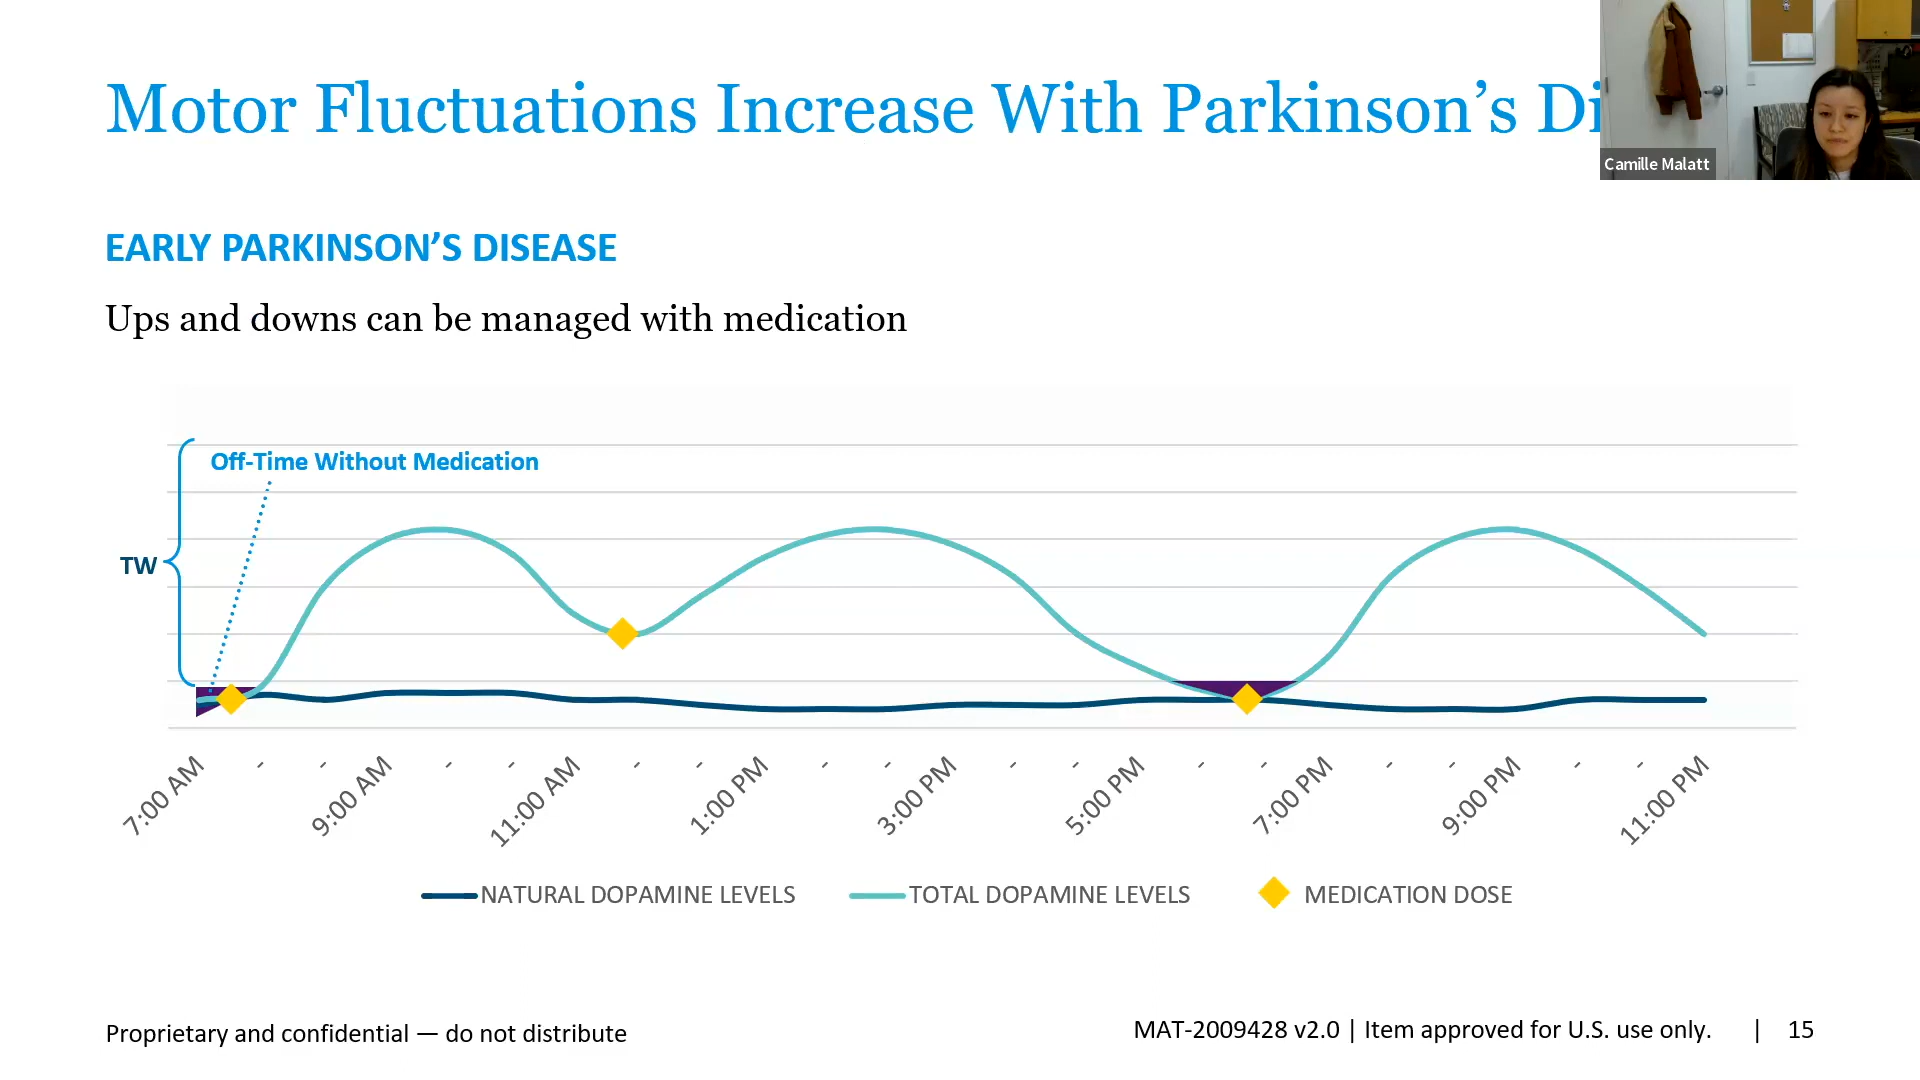 Motor Fluctuations Increase With Parkinson’s Di
Camille Malatt
EARLY PARKINSON’S DISEASE
Ups and downs can be managed with medication
Off-Time Without Medication
TW
7:00 AM - - 9:00 AM - - 11:00 AM - - 1:00 PM - - 3:00 PM - - 5:00 PM - - 7:00 PM - - 9:00 PM - - 11:00 PM
NATURAL DOPAMINE LEVELS TOTAL DOPAMINE LEVELS MEDICATION DOSE
Proprietary and confidential — do not distribute
MAT-2009428 v2.0 | Item approved for U.S. use only. | 15